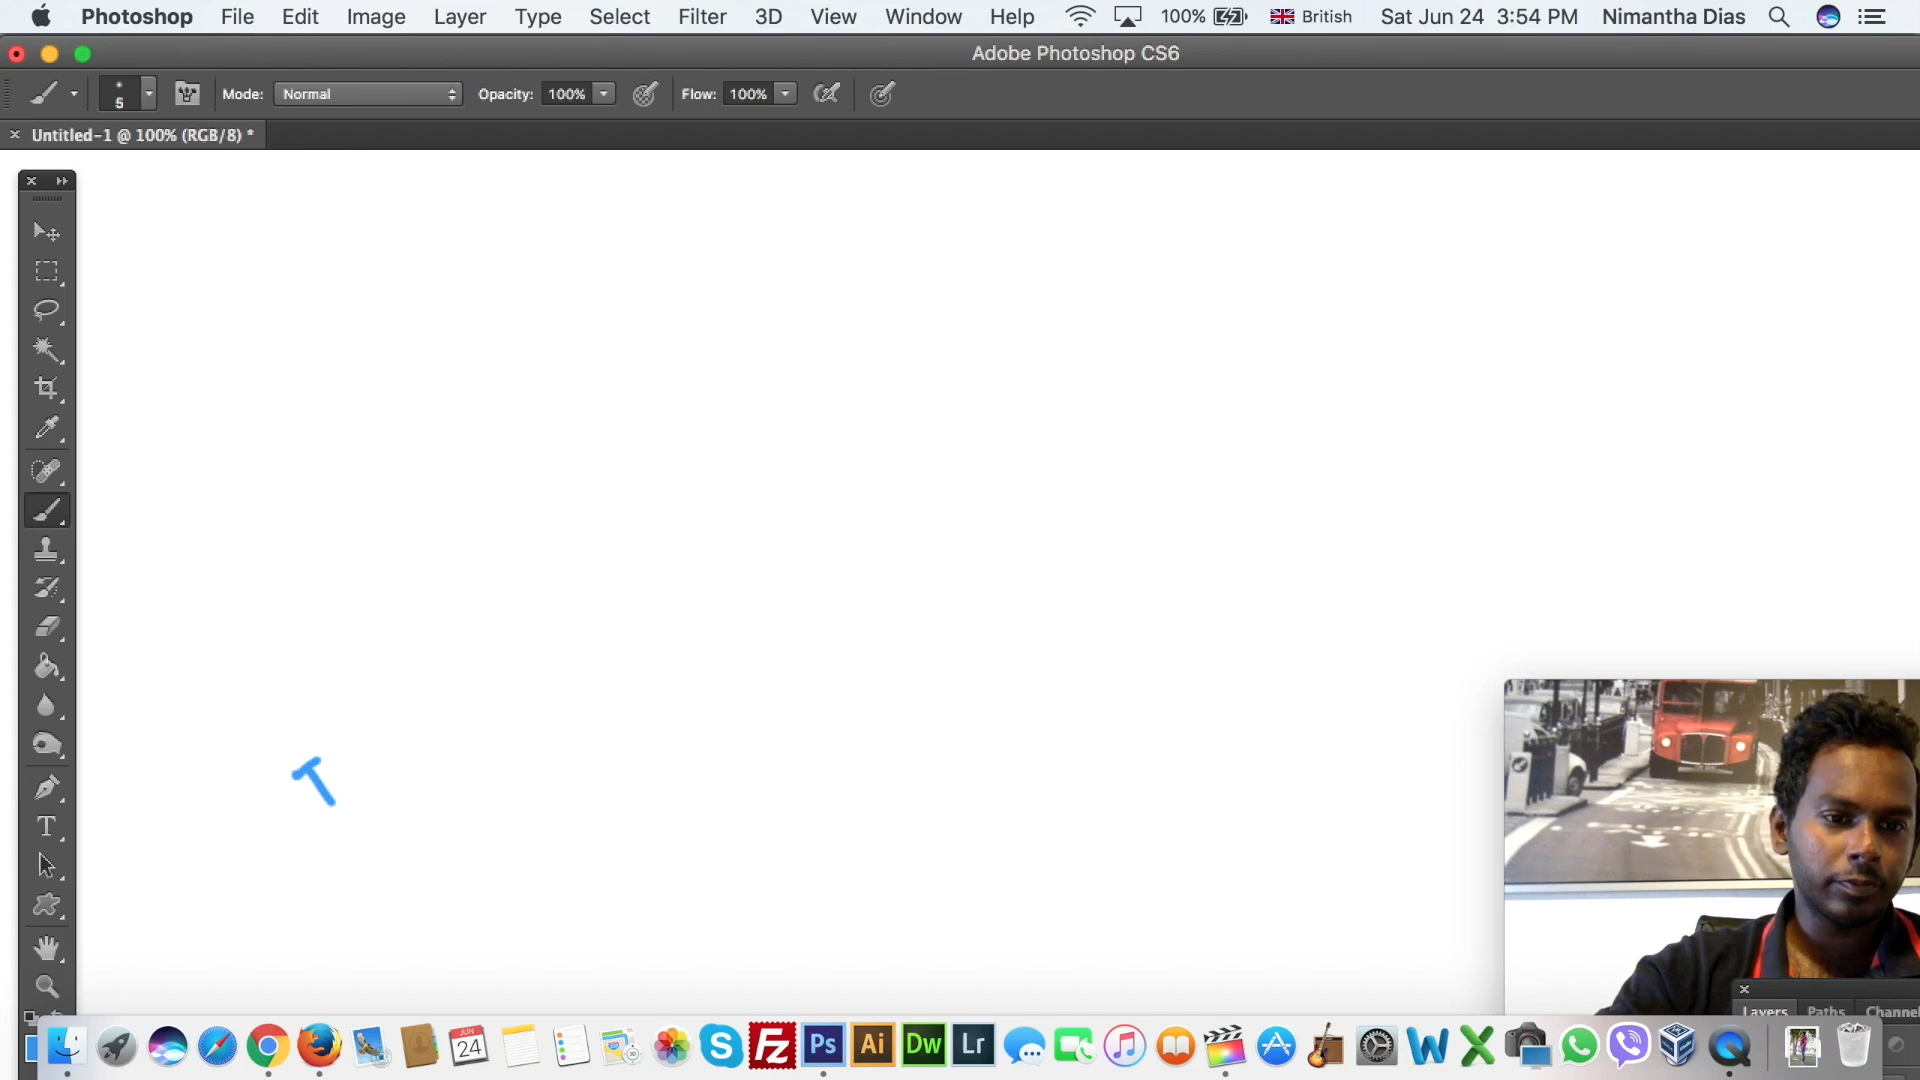 Photoshop File Edit Image Layer Type Select Filter 3D View Window Help 100% British Sat Jun 24 3:54 PM Nimantha Dias
Adobe Photoshop CS6
5 Mode: Normal Opacity: 100% Flow: 100%
× Untitled-1 @ 100% (RGB/8) *
T
T
Layers Paths Channel
JUN
24 S Fz Ps Ai Dw Lr W X